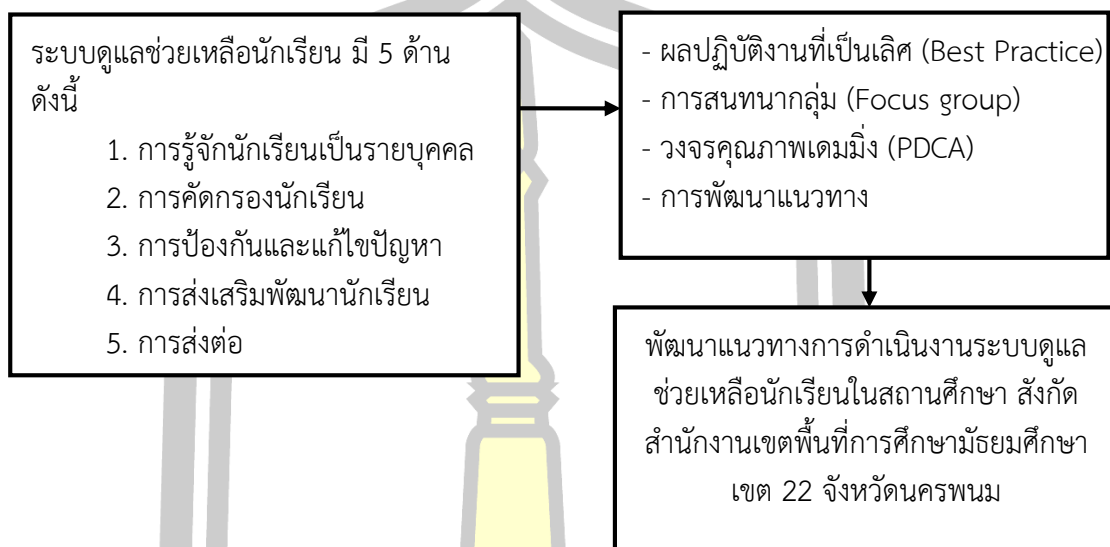 ระบบดูแลช่วยเหลือนักเรียน มี 5 ด้าน
ดังนี้
1. การรู้จักนักเรียนเป็นรายบุคคล
2. การคัดกรองนักเรียน
3. การป้องกันและแก้ไขปัญหา
4. การส่งเสริมพัฒนานักเรียน
5. การส่งต่อ
- ผลปฏิบัติงานที่เป็นเลิศ (Best Practice)
- การสนทนากลุ่ม (Focus group)
- วงจรคุณภาพเดมมิ่ง (PDCA)
- การพัฒนาแนวทาง
พัฒนาแนวทางการดำเนินงานระบบดูแล
ช่วยเหลือนักเรียนในสถานศึกษา สังกัด
สำนักงานเขตพื้นที่การศึกษามัธยมศึกษา
เขต 22 จังหวัดนครพนม